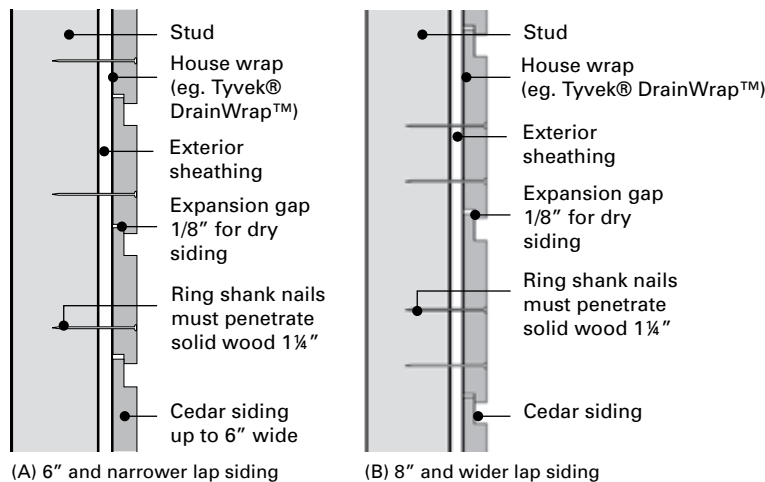 Stud
House wrap
(eg. Tyvek®
DrainWrap™)
Exterior
sheathing
Expansion gap
1/8” for dry
siding
Ring shank nails
must penetrate
solid wood 1¼”
Cedar siding
up to 6” wide
(A) 6” and narrower lap siding
Stud
House wrap
(eg. Tyvek® DrainWrap™)
Exterior
sheathing
Expansion gap
1/8” for dry
siding
Ring shank nails
must penetrate
solid wood 1¼”
Cedar siding
(B) 8” and wider lap siding